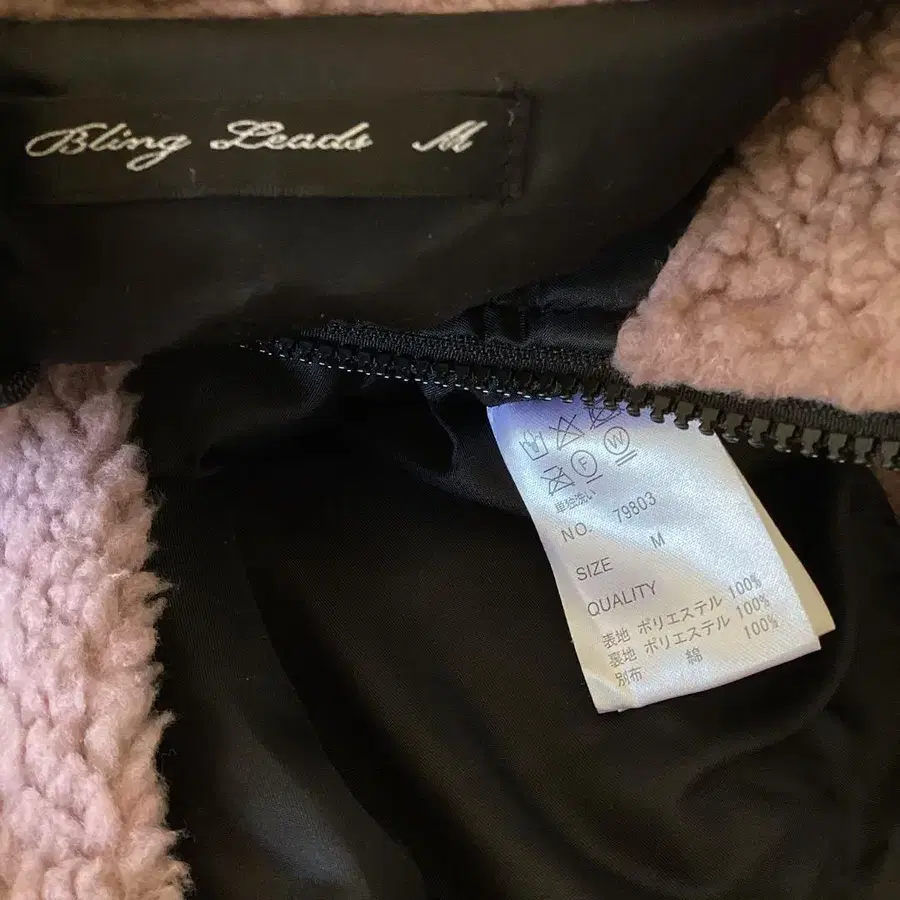 Bling Leads M
W
F
単独洗い
NO. 79803
SIZE M
QUALITY
表地 ポリエステル 100%
裏地 ポリエステル 100%
別布 綿 100%